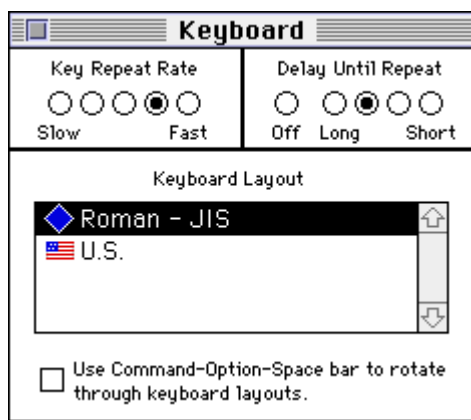 Keyboard
Key Repeat Rate
Slow Fast
Delay Until Repeat
Off Long Short
Keyboard Layout
Roman - JIS
U.S.
Use Command-Option-Space bar to rotate
through keyboard layouts.